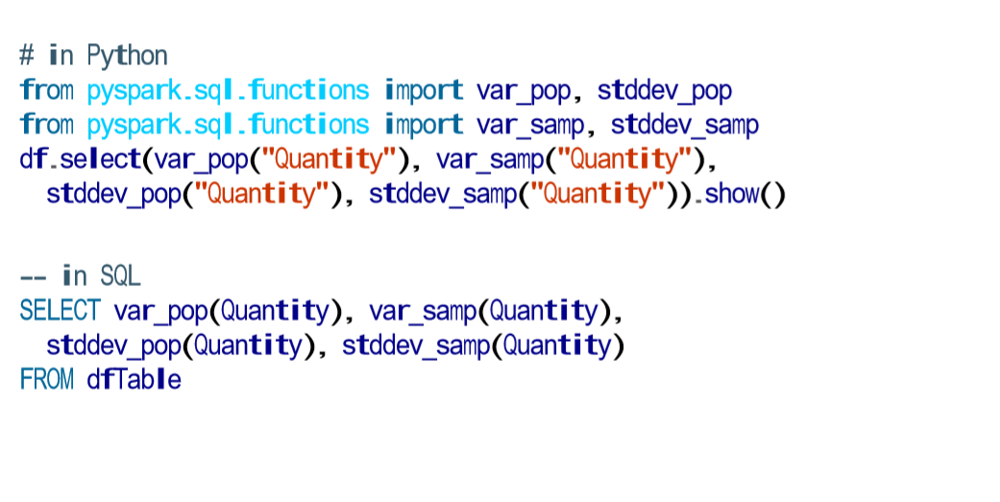 # in Python
from pyspark.sql.functions import var_pop, stddev_pop
from pyspark.sql.functions import var_samp, stddev_samp
df.select(var_pop("Quantity"), var_samp("Quantity"),
  stddev_pop("Quantity"), stddev_samp("Quantity")).show()
-- in SQL
SELECT var_pop(Quantity), var_samp(Quantity),
  stddev_pop(Quantity), stddev_samp(Quantity)
FROM dfTable